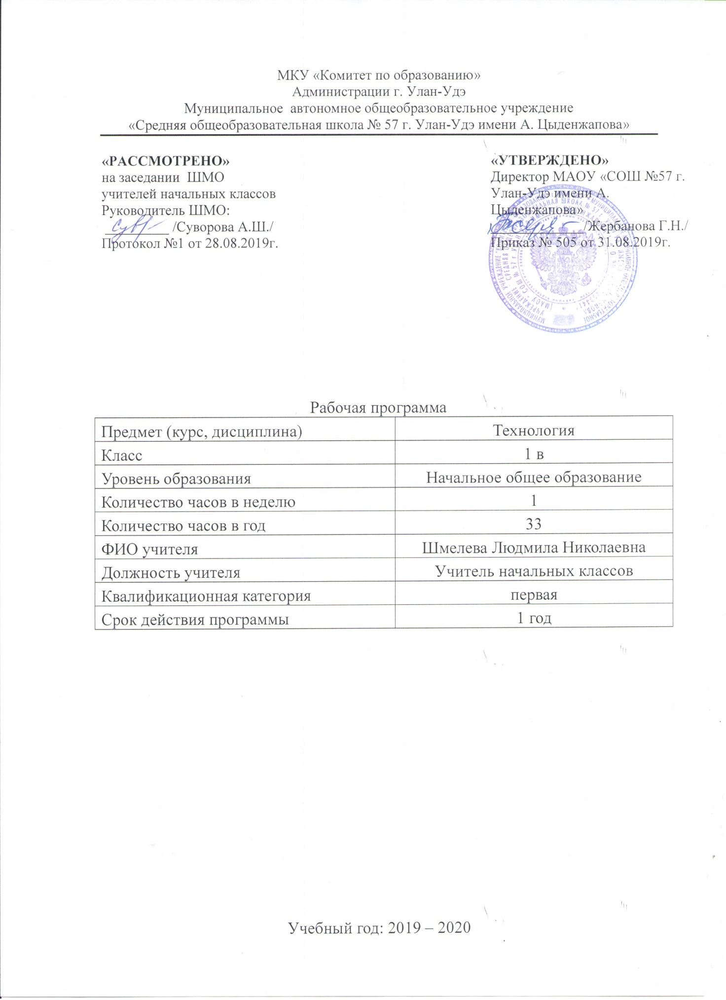 МКУ «Комитет по образованию»
Администрации г. Улан-Удэ
Муниципальное автономное общеобразовательное учреждение
«Средняя общеобразовательная школа № 57 г. Улан-Удэ имени А. Цыденжапова»
«РАССМОТРЕНО»
на заседании ШМО
учителей начальных классов
Руководитель ШМО:
/Суворова А.Ш./
Протокол №1 от 28.08.2019г.
«УТВЕРЖДЕНО»
Директор МАОУ «СОШ №57 г.
Улан-Удэ имени А.
Цыденжапова»
/Жербанова Г.Н./
Приказ № 505 от 31.08.2019г.
Рабочая программа
Предмет (курс, дисциплина) Технология
Класс 1 в
Уровень образования Начальное общее образование
Количество часов в неделю 1
Количество часов в год 33
ФИО учителя Шмелева Людмила Николаевна
Должность учителя Учитель начальных классов
Квалификационная категория первая
Срок действия программы 1 год
Учебный год: 2019 – 2020